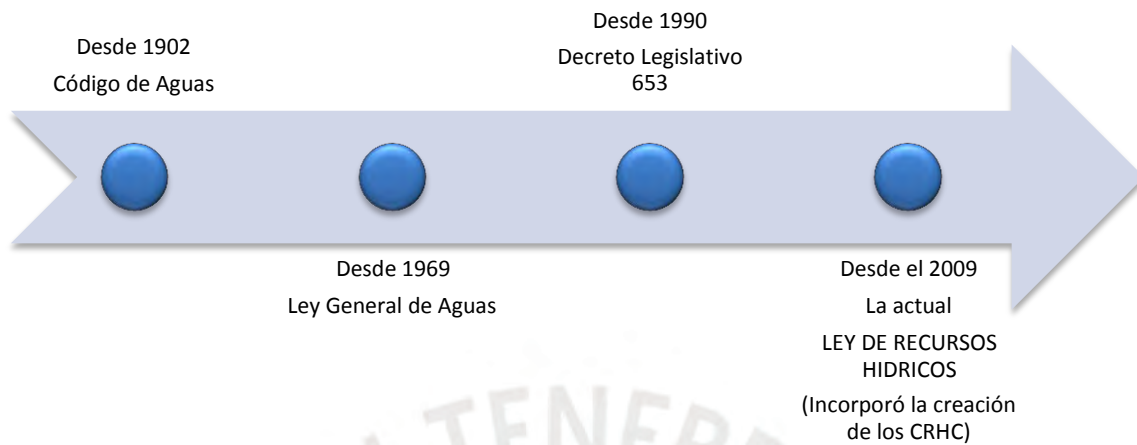 Desde 1902
Código de Aguas
Desde 1969
Ley General de Aguas
Desde 1990
Decreto Legislativo
653
Desde el 2009
La actual
LEY DE RECURSOS
HIDRICOS
(Incorporó la creación
de los CRHC)
TENEB